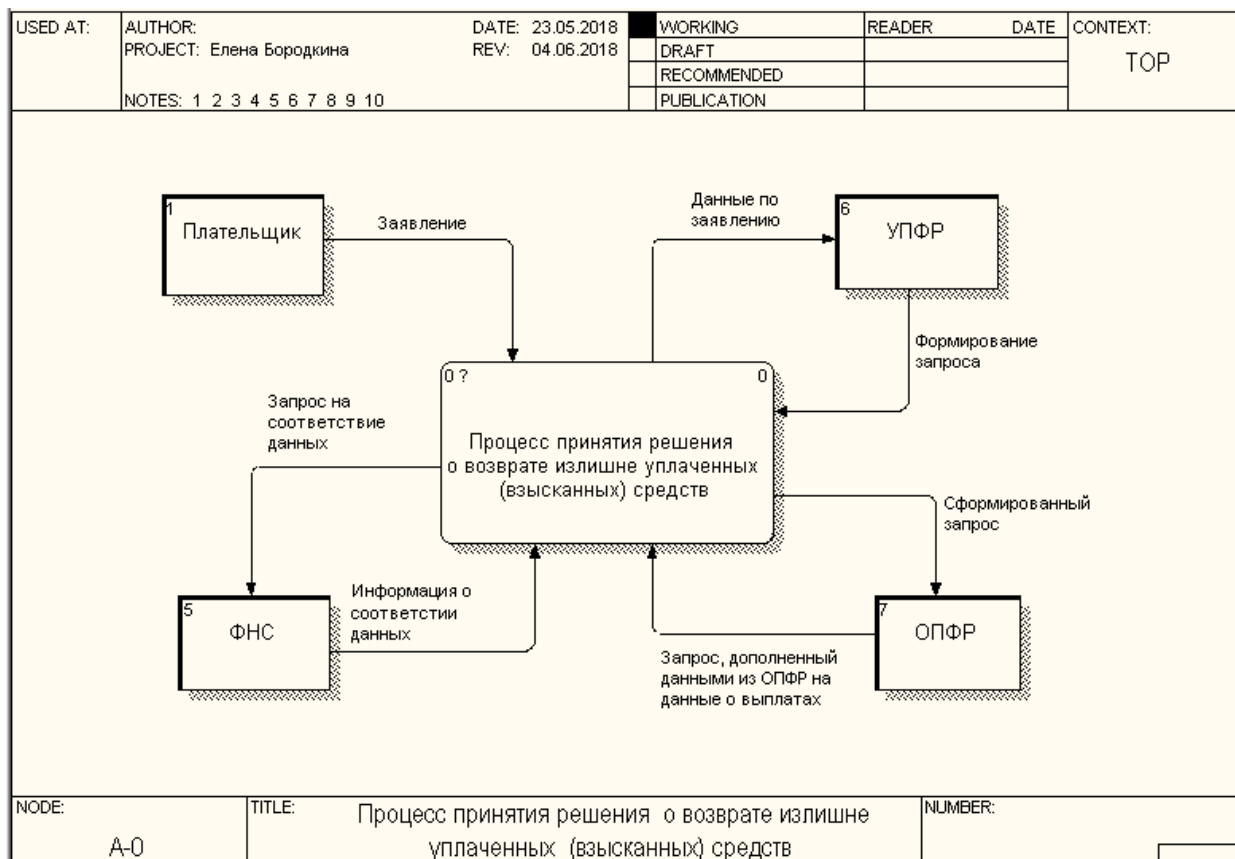 USED AT:
AUTHOR:
DATE: 23.05.2018
PROJECT: Елена Бородкина
REV: 04.06.2018
NOTES: 1 2 3 4 5 6 7 8 9 10
WORKING
DRAFT
RECOMMENDED
PUBLICATION
READER DATE
CONTEXT:
TOP
1
Плательщик
Заявление
Данные по
заявлению
6
УПФР
Формирование
запроса
0 ?
0
Процесс принятия решения
о возврате излишне уплаченных
(взысканных) средств
Запрос на
соответствие
данных
Сформированный
запрос
5
ФНС
Информация о
соответстии
данных
7
ОПФР
Запрос, дополненный
данными из ОПФР на
данные о выплатах
NODE:
A-0
TITLE:
Процесс принятия решения о возврате излишне
уплаченных (взысканных) средств
NUMBER: